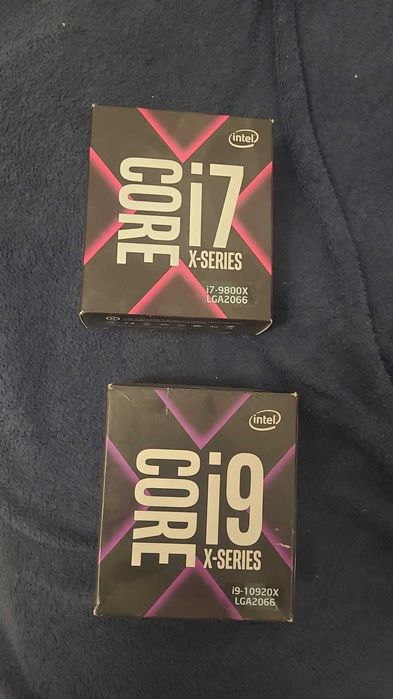 intel
CORE i7
X-SERIES
i7-9800X
LGA2066
intel
CORE i9
X-SERIES
i9-10920X
LGA2066